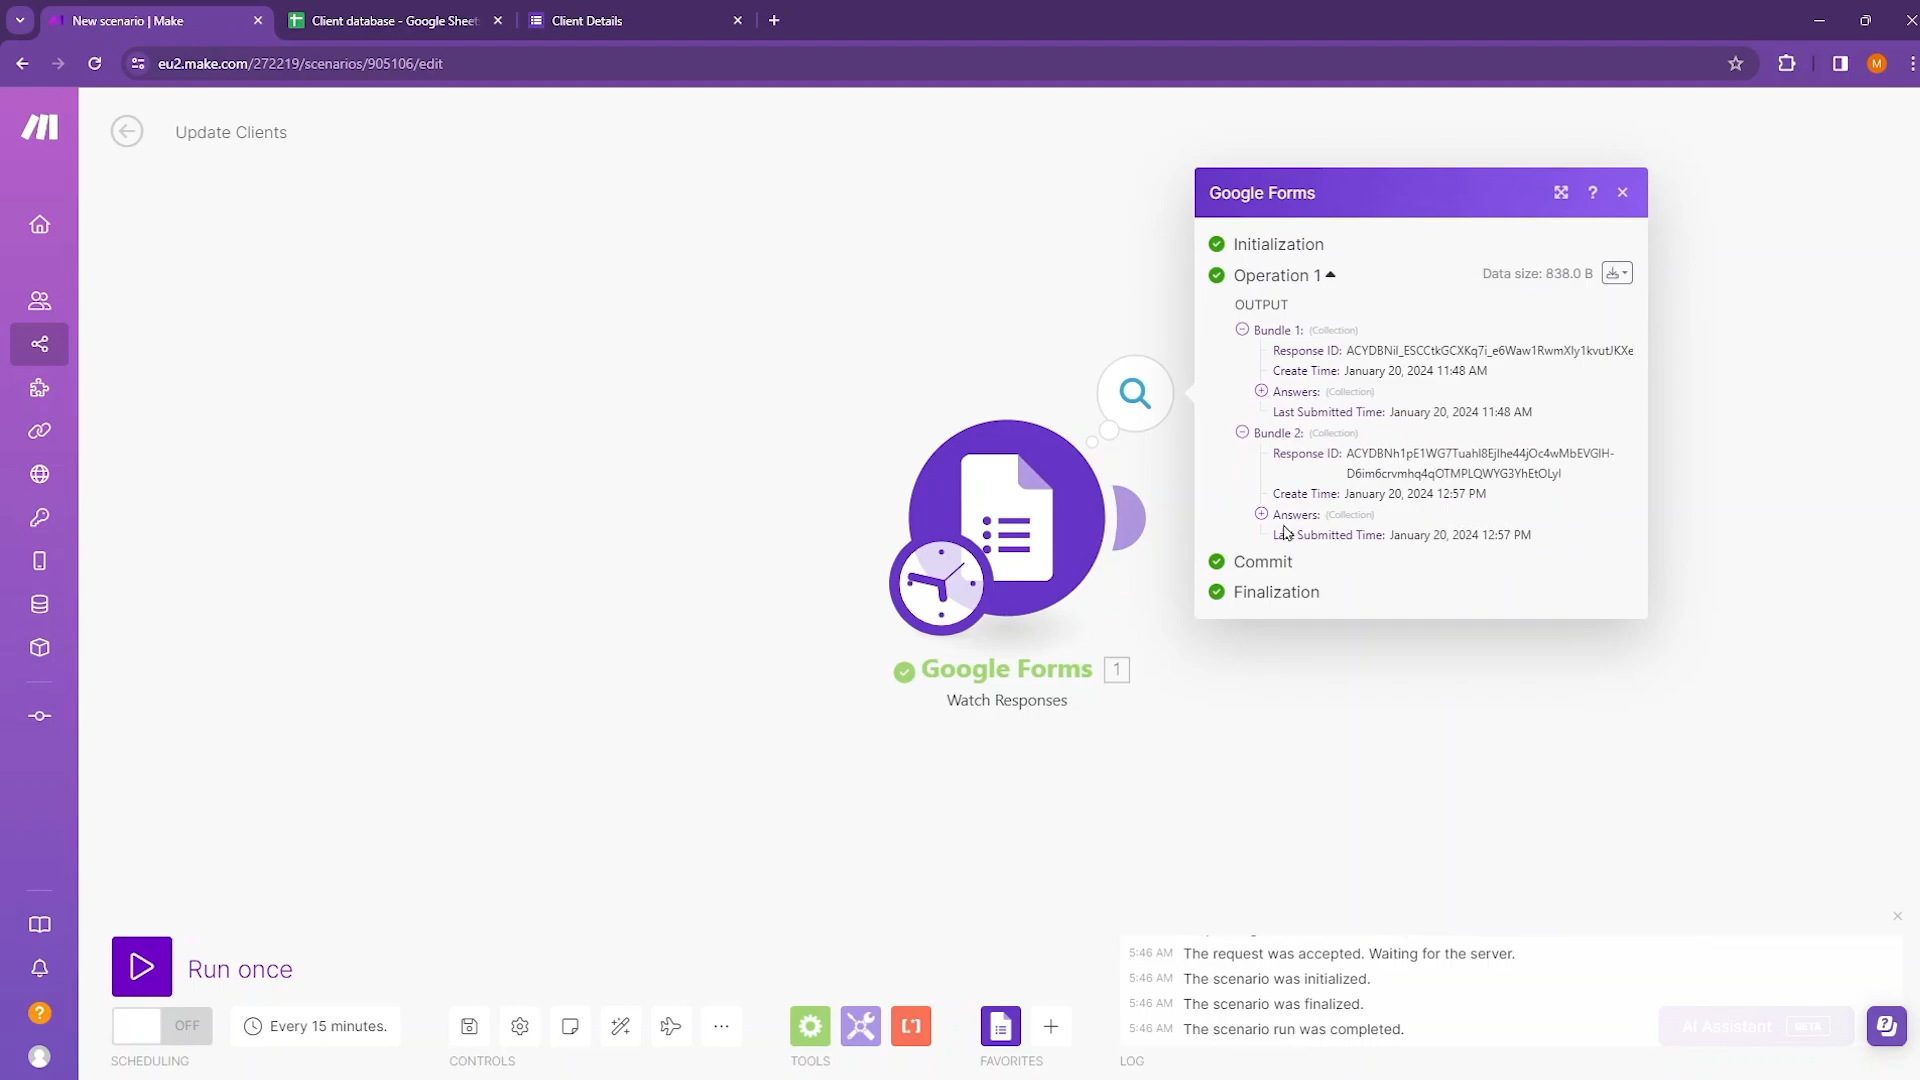 New scenario | Make
Client database - Google Sheet
Client Details
eu2.make.com/272219/scenarios/905106/edit
M
Update Clients
Google Forms
?
Initialization
Operation 1
Data size: 838.0 B
OUTPUT
Bundle 1: (Collection)
Response ID: ACYDBNil_ESCCtkGCXKq7i_e6Waw1RwmXly1kvutJKXe
Create Time: January 20, 2024 11:48 AM
Answers: (Collection)
Last Submitted Time: January 20, 2024 11:48 AM
Bundle 2: (Collection)
Response ID: ACYDBNh1pE1WG7Tuahl8Ejlhe44jOc4wMbEVGlH-
D6im6crvmhq4qOTMPLQWYG3YhEtOLyl
Create Time: January 20, 2024 12:57 PM
Answers: (Collection)
Last Submitted Time: January 20, 2024 12:57 PM
Commit
Finalization
Google Forms 1
Watch Responses
Run once
OFF
Every 15 minutes.
SCHEDULING
CONTROLS
TOOLS
FAVORITES
5:46 AM The request was accepted. Waiting for the server.
5:46 AM The scenario was initialized.
5:46 AM The scenario was finalized.
5:46 AM The scenario run was completed.
AI Assistant BETA
LOG
?